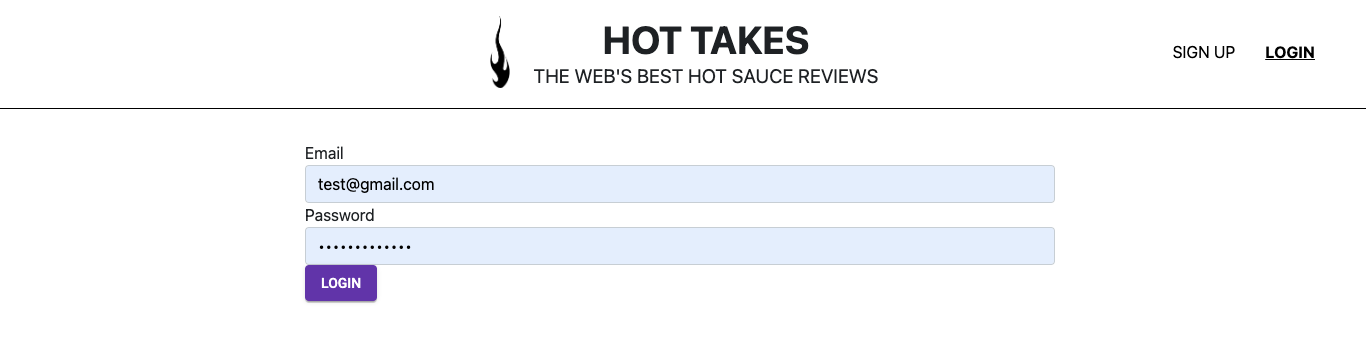 HOT TAKES
THE WEB'S BEST HOT SAUCE REVIEWS
SIGN UP
LOGIN
Email
test@gmail.com
Password
•••••••••••••
LOGIN